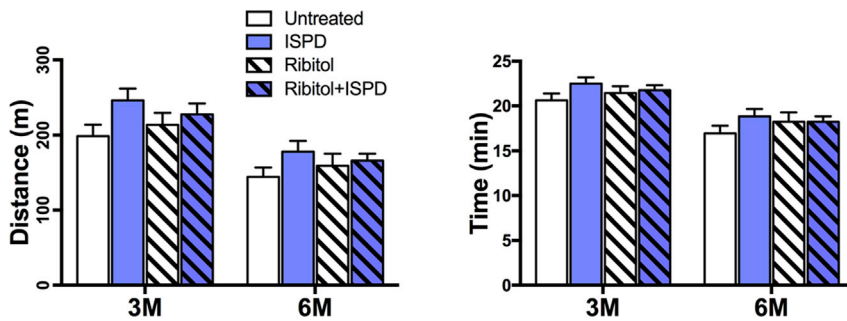 Untreated
ISPD
Ribitol
Ribitol+ISPD
Distance (m)
300
200
100
0
3M
6M
Time (min)
25
20
15
10
5
0
3M
6M